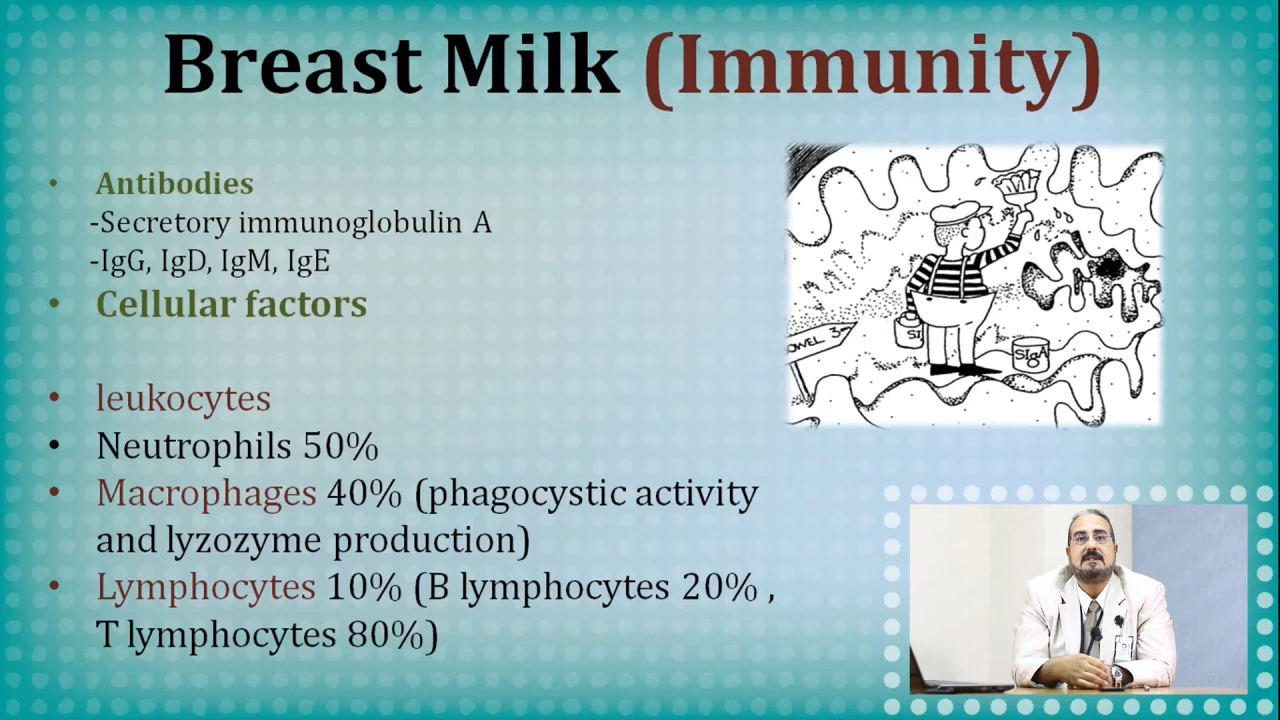 Breast Milk (Immunity)
• Antibodies
-Secretory immunoglobulin A
-IgG, IgD, IgM, IgE
• Cellular factors
• leukocytes
• Neutrophils 50%
• Macrophages 40% (phagocystic activity
and lyzozyme production)
• Lymphocytes 10% (B lymphocytes 20% ,
T lymphocytes 80%)
OWEL 3
SI
SIgA